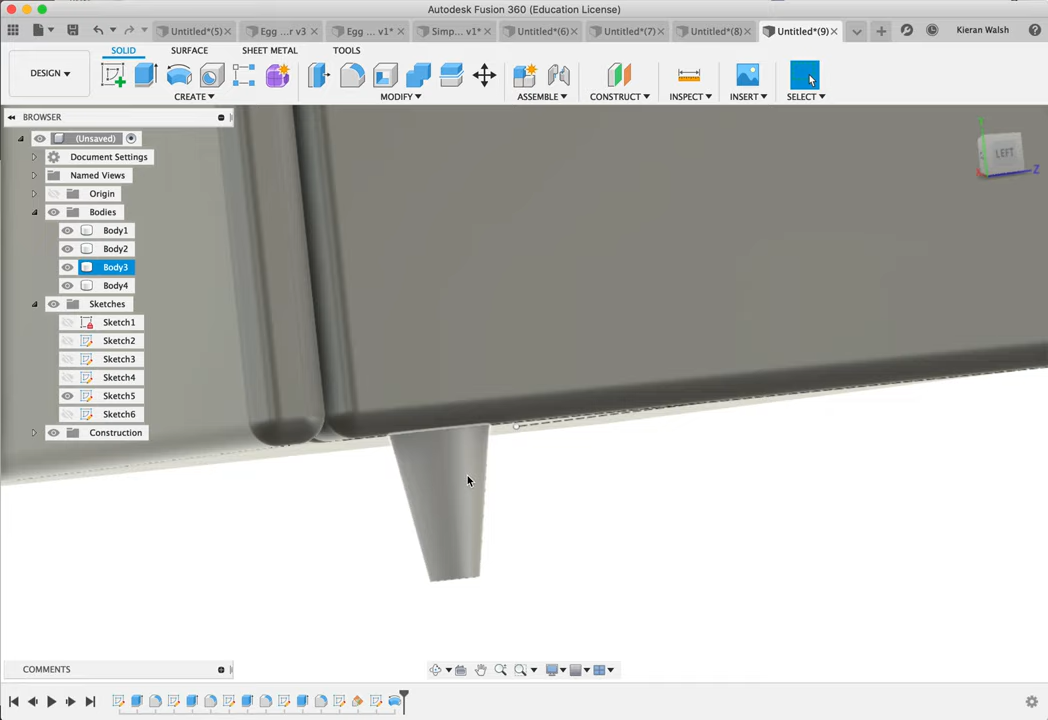 Autodesk Fusion 360 (Education License)
Untitled*(5) Egg ...r v3 Egg ... v1* Simp... v1* Untitled*(6) Untitled*(7) Untitled*(8) Untitled*(9) Kieran Walsh
SOLID SURFACE SHEET METAL TOOLS
DESIGN
CREATE MODIFY ASSEMBLE CONSTRUCT INSPECT INSERT SELECT
BROWSER
(Unsaved)
Document Settings
Named Views
Origin
Bodies
Body1
Body2
Body3
Body4
Sketches
Sketch1
Sketch2
Sketch3
Sketch4
Sketch5
Sketch6
Construction
LEFT
Z
COMMENTS